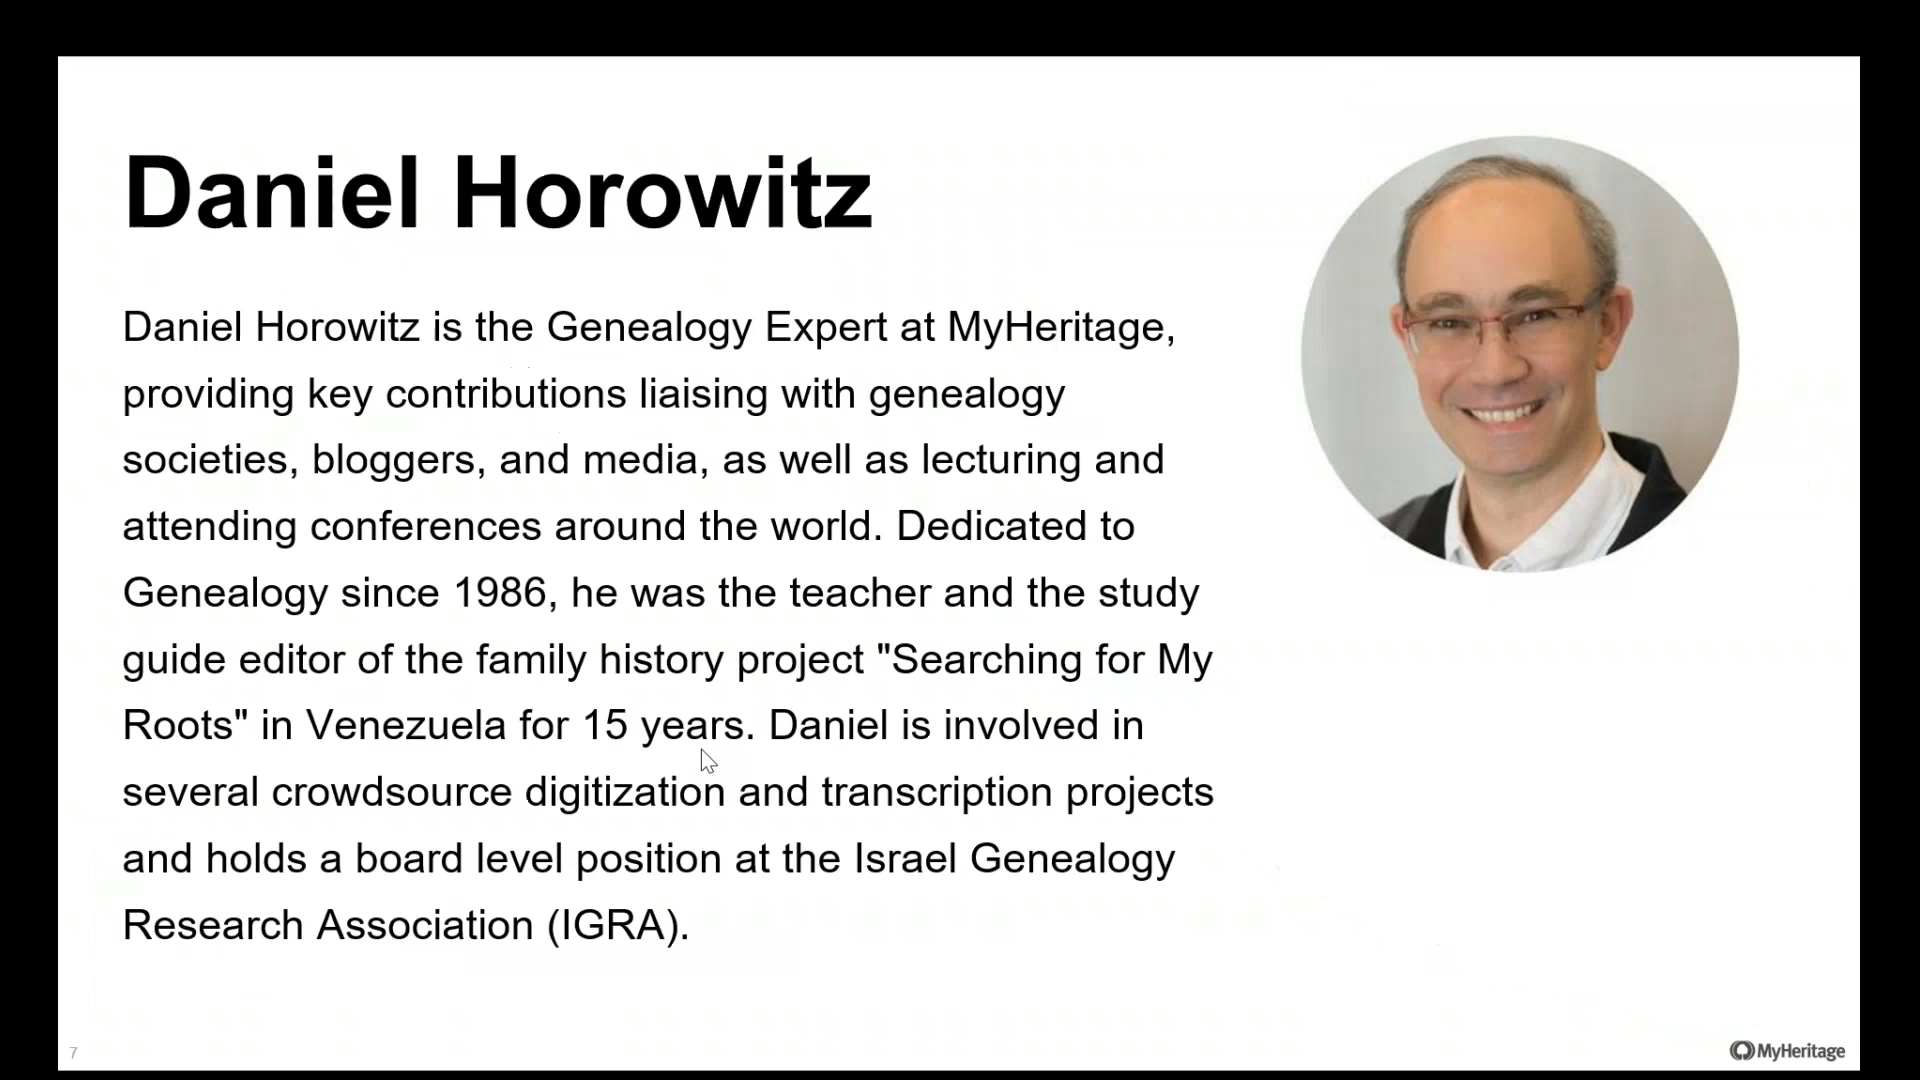 Daniel Horowitz
Daniel Horowitz is the Genealogy Expert at MyHeritage,
providing key contributions liaising with genealogy
societies, bloggers, and media, as well as lecturing and
attending conferences around the world. Dedicated to
Genealogy since 1986, he was the teacher and the study
guide editor of the family history project "Searching for My
Roots" in Venezuela for 15 years. Daniel is involved in
several crowdsource digitization and transcription projects
and holds a board level position at the Israel Genealogy
Research Association (IGRA).
7
MyHeritage